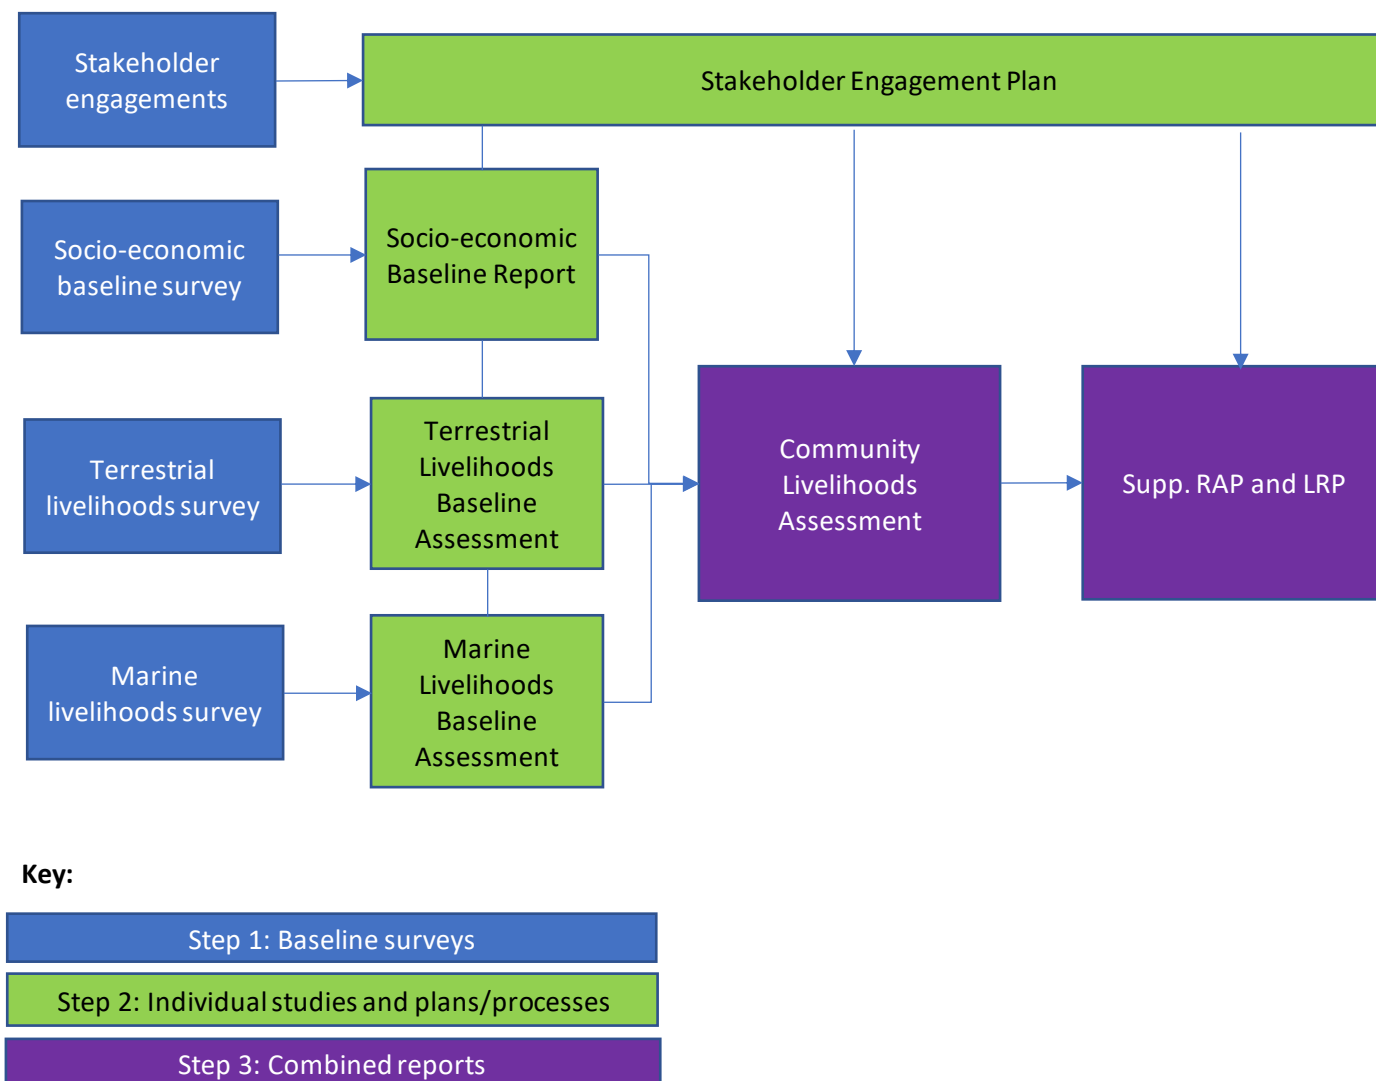 Stakeholder
engagements
Stakeholder Engagement Plan
Socio-economic
baseline survey
Socio-economic
Baseline Report
Terrestrial
livelihoods survey
Terrestrial
Livelihoods
Baseline
Assessment
Community
Livelihoods
Assessment
Supp. RAP and LRP
Marine
livelihoods survey
Marine
Livelihoods
Baseline
Assessment
Key:
Step 1: Baseline surveys
Step 2: Individual studies and plans/processes
Step 3: Combined reports